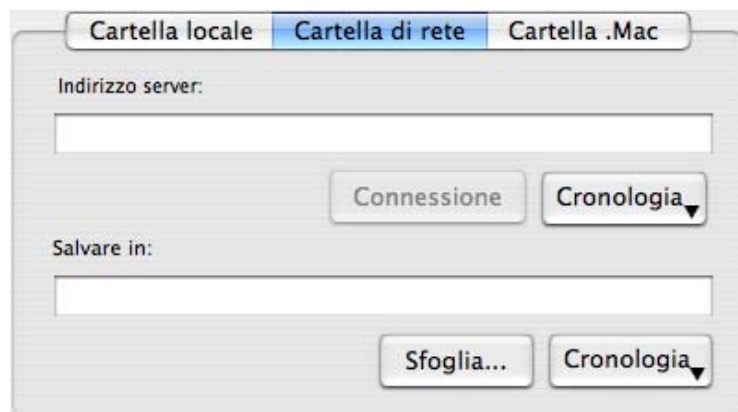 Cartella locale Cartella di rete Cartella .Mac
Indirizzo server:
Connessione Cronologia
Salvare in:
Sfoglia... Cronologia